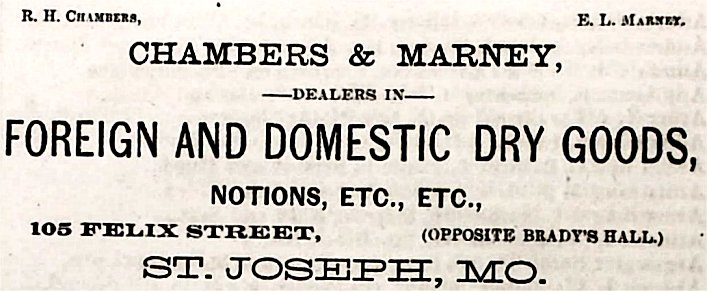 R. H. CHAMBERS, E. L. MARNEY.
CHAMBERS & MARNEY,
—DEALERS IN—
FOREIGN AND DOMESTIC DRY GOODS,
NOTIONS, ETC., ETC.,
105 FELIX STREET, (OPPOSITE BRADY'S HALL.)
ST. JOSEPH, MO.